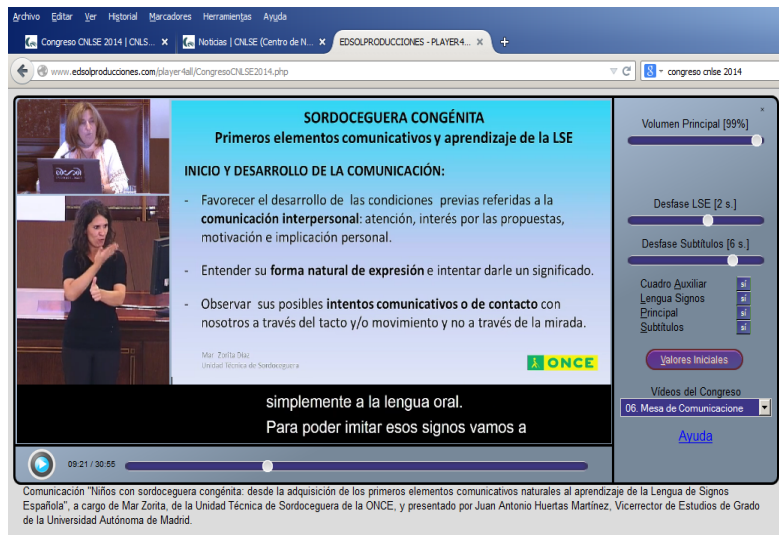 Archivo Editar Ver Historial Marcadores Herramientas Ayuda
Congreso CNLSE 2014 | CNLS... x Noticias | CNLSE (Centro de N... x EDSOLPRODUCCIONES - PLAYER4... x +
www.edsolproducciones.com/player4all/CongresoCNLSE2014.php 8 congreso cnlse 2014
SORDOCEGUERA CONGÉNITA
Primeros elementos comunicativos y aprendizaje de la LSE
INICIO Y DESARROLLO DE LA COMUNICACIÓN:
- Favorecer el desarrollo de las condiciones previas referidas a la
comunicación interpersonal: atención, interés por las propuestas,
motivación e implicación personal.
- Entender su forma natural de expresión e intentar darle un significado.
- Observar sus posibles intentos comunicativos o de contacto con
nosotros a través del tacto y/o movimiento y no a través de la mirada.
Mar Zorita Díaz
Unidad Técnica de Sordoceguera
ONCE
simplemente a la lengua oral.
Para poder imitar esos signos vamos a
09:21 / 30:55
x
Volumen Principal [99%]
Desfase LSE [2 s.]
Desfase Subtítulos [6 s.]
Cuadro Auxiliar sí
Lengua Signos sí
Principal sí
Subtítulos sí
Valores Iniciales
Vídeos del Congreso
06. Mesa de Comunicacione
Ayuda
Comunicación "Niños con sordoceguera congénita: desde la adquisición de los primeros elementos comunicativos naturales al aprendizaje de la Lengua de Signos
Española", a cargo de Mar Zorita, de la Unidad Técnica de Sordoceguera de la ONCE, y presentado por Juan Antonio Huertas Martínez, Vicerrector de Estudios de Grado
de la Universidad Autónoma de Madrid.